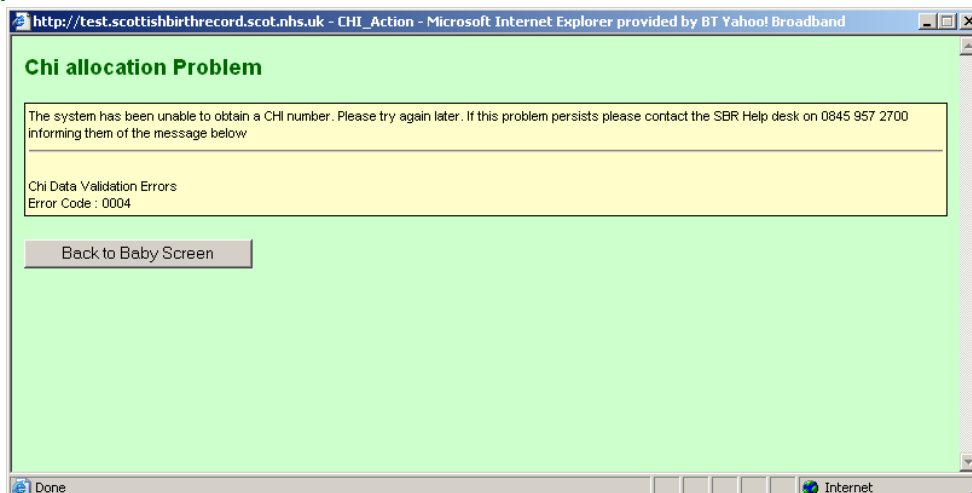 http://test.scottishbirthrecord.scot.nhs.uk - CHI_Action - Microsoft Internet Explorer provided by BT Yahoo! Broadband
Chi allocation Problem
The system has been unable to obtain a CHI number. Please try again later. If this problem persists please contact the SBR Help desk on 0845 957 2700
informing them of the message below
Chi Data Validation Errors
Error Code : 0004
Back to Baby Screen
Done
Internet